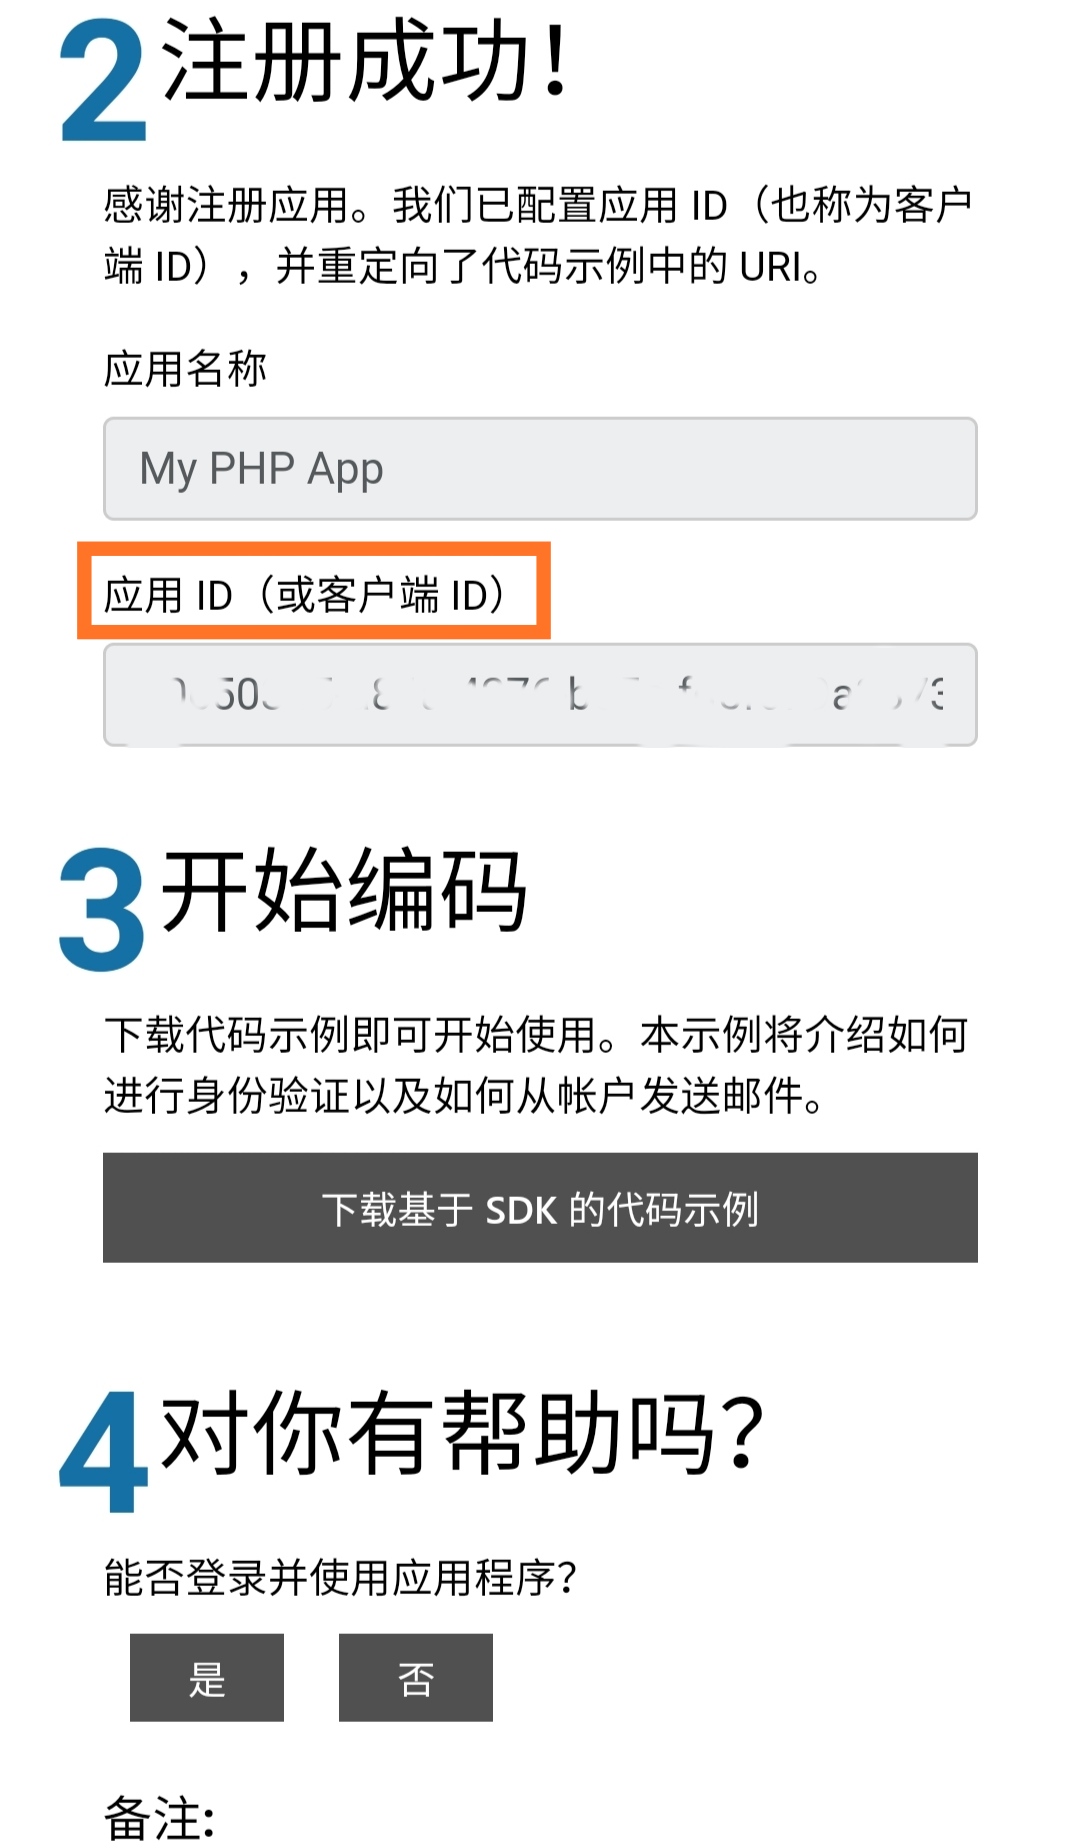 2 注册成功！
感谢注册应用。我们已配置应用 ID（也称为客户
端 ID），并重定向了代码示例中的 URI。
应用名称
My PHP App
应用 ID（或客户端 ID）
3 开始编码
下载代码示例即可开始使用。本示例将介绍如何
进行身份验证以及如何从帐户发送邮件。
下载基于 SDK 的代码示例
4 对你有帮助吗？
能否登录并使用应用程序？
是 否
备注: